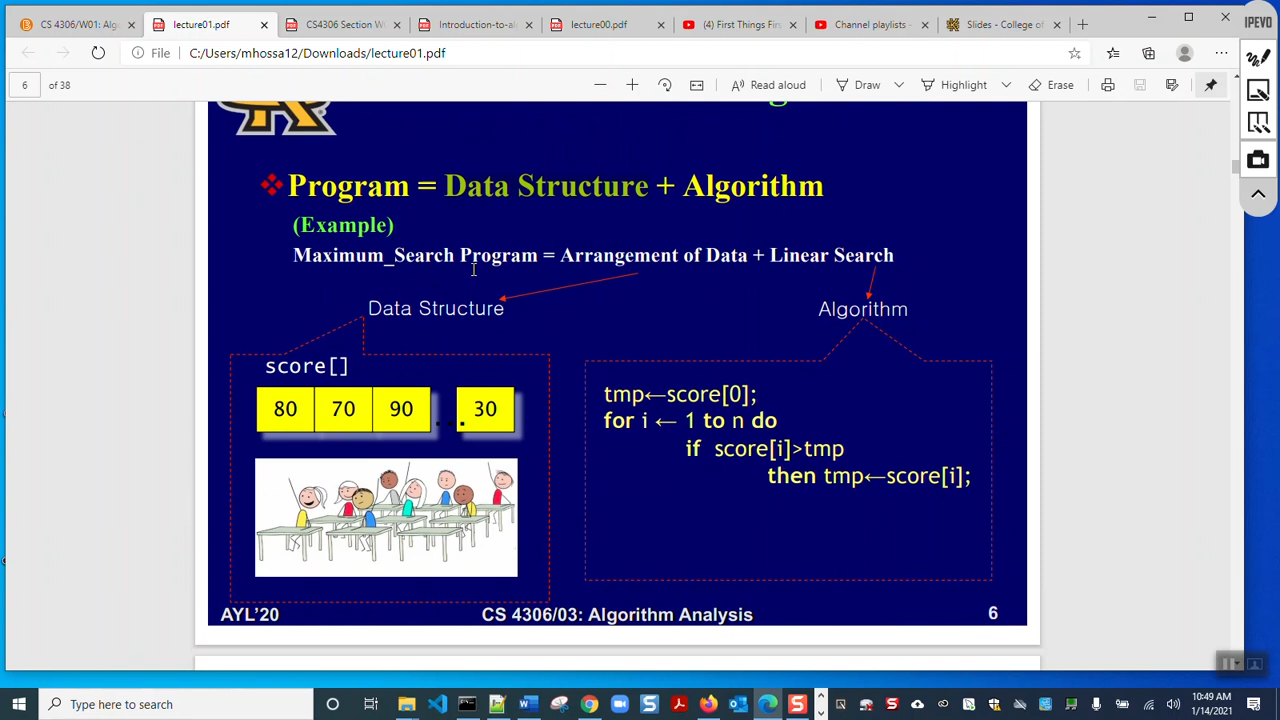 CS 4306/W01: Alg
lecture01.pdf
CS4306 Section W
Introduction-to-a
lecture00.pdf
(4) First Things Fir
Channel playlists -
Slides - College of
IPEVO
File
C:/Users/mhossa12/Downloads/lecture01.pdf
6 of 38
Read aloud
Draw
Highlight
Erase
Program = Data Structure + Algorithm
(Example)
Maximum_Search Program = Arrangement of Data + Linear Search
Data Structure
Algorithm
score[]
80 70 90 ... 30
tmp←score[0];
for i ← 1 to n do
if score[i]>tmp
then tmp←score[i];
AYL'20
CS 4306/03: Algorithm Analysis
6
Type here to search
10:49 AM
1/14/2021